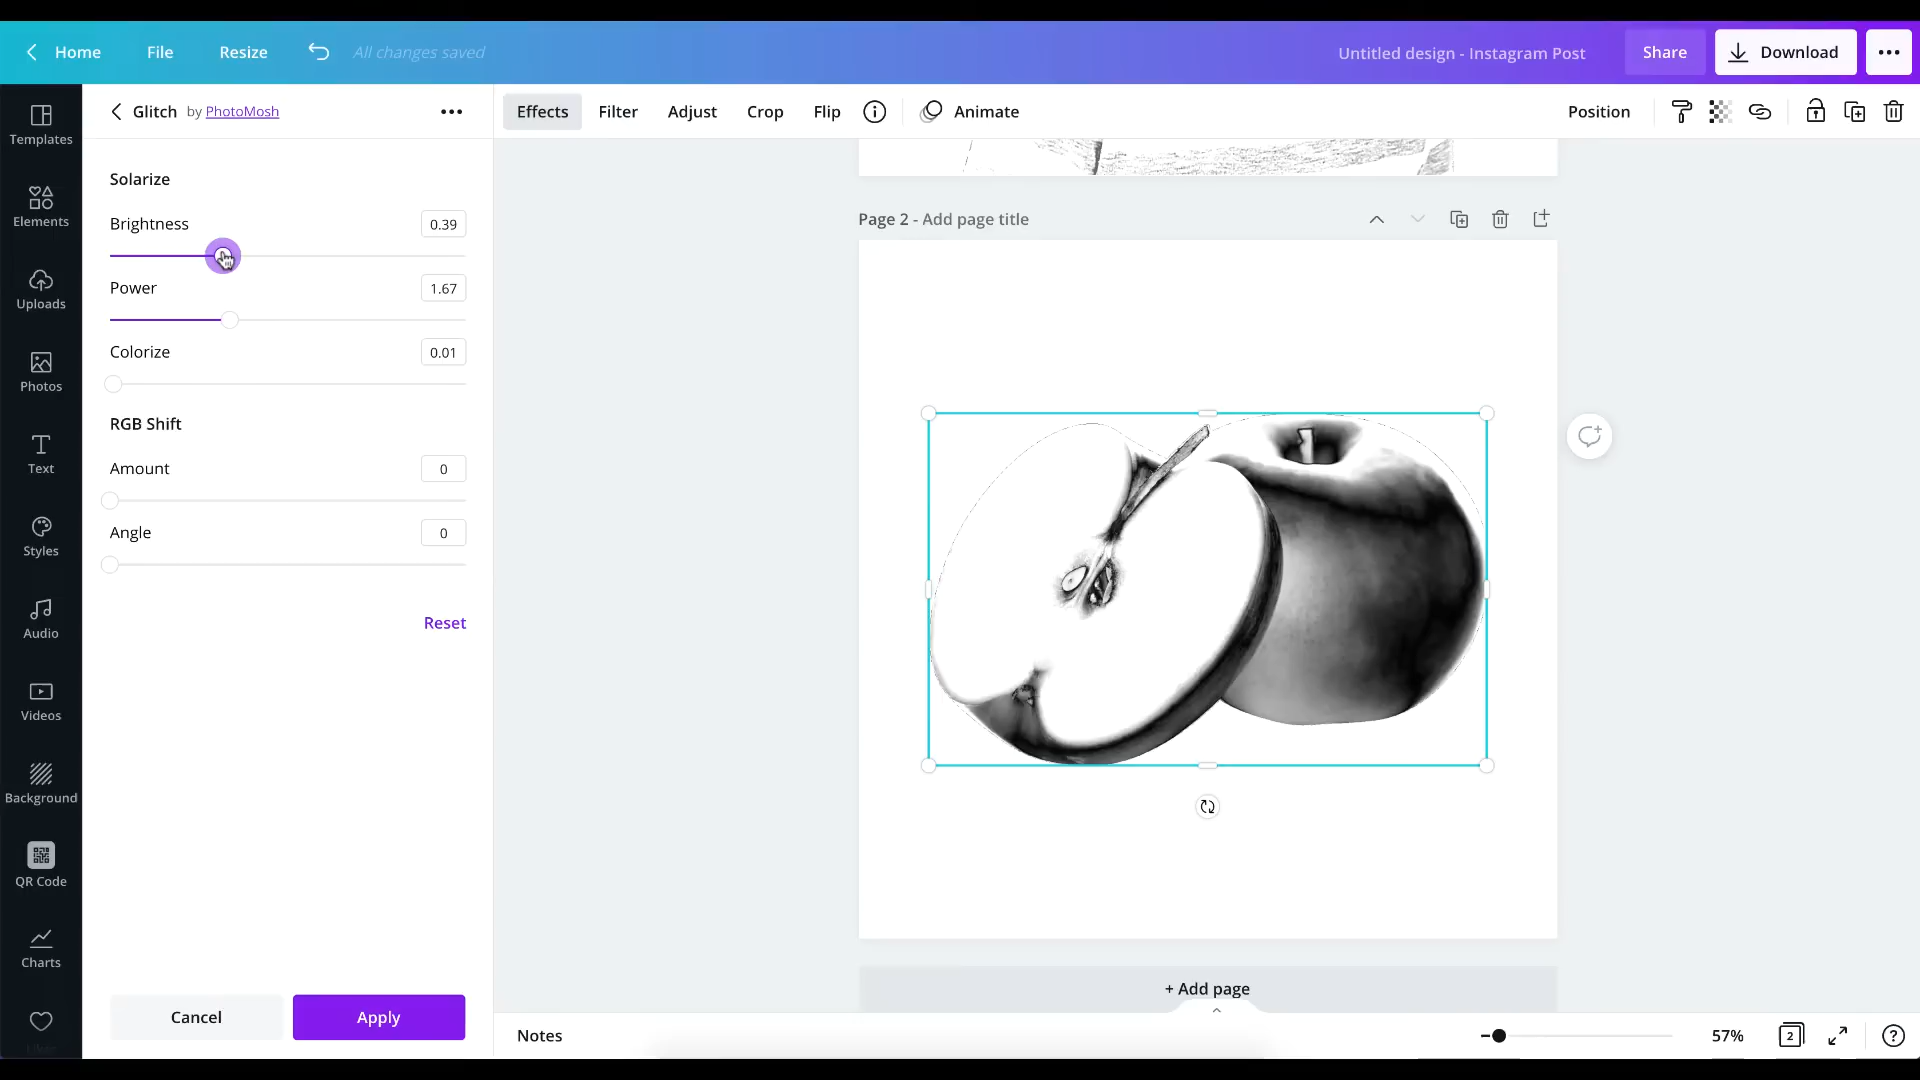 Home File Resize All changes saved Untitled design - Instagram Post Share Download
Templates
Elements
Uploads
Photos
Text
Styles
Audio
Videos
Background
QR Code
Charts
Glitch by PhotoMosh
Solarize
Brightness 0.39
Power 1.67
Colorize 0.01
RGB Shift
Amount 0
Angle 0
Reset
Cancel Apply
Effects Filter Adjust Crop Flip Animate Position
Page 2 - Add page title
+ Add page
Notes 57% 2